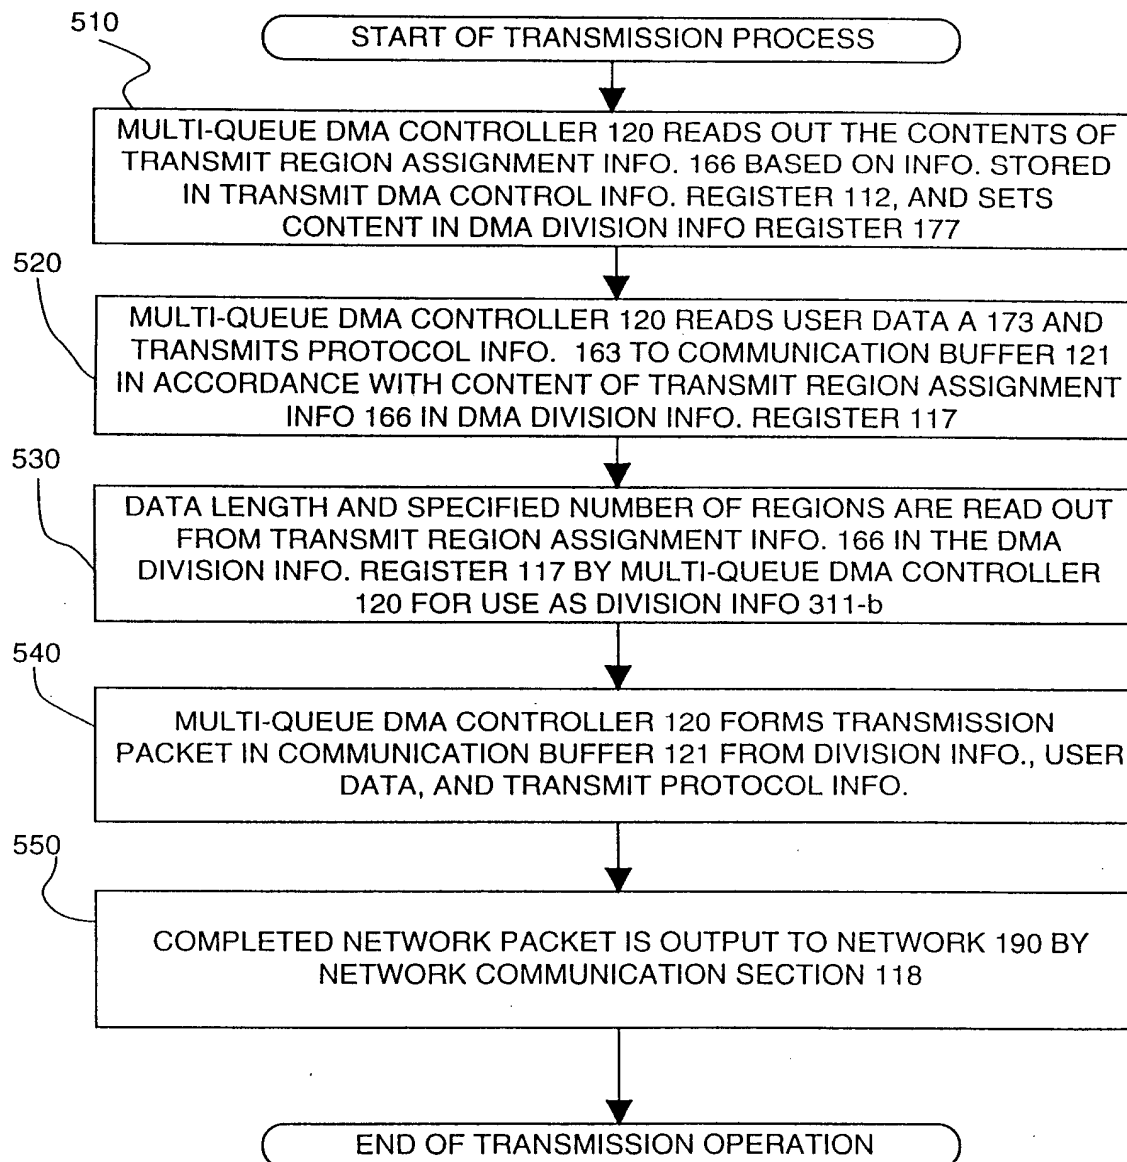 510
START OF TRANSMISSION PROCESS
MULTI-QUEUE DMA CONTROLLER 120 READS OUT THE CONTENTS OF
TRANSMIT REGION ASSIGNMENT INFO. 166 BASED ON INFO. STORED
IN TRANSMIT DMA CONTROL INFO. REGISTER 112, AND SETS
CONTENT IN DMA DIVISION INFO REGISTER 177
520
MULTI-QUEUE DMA CONTROLLER 120 READS USER DATA A 173 AND
TRANSMITS PROTOCOL INFO. 163 TO COMMUNICATION BUFFER 121
IN ACCORDANCE WITH CONTENT OF TRANSMIT REGION ASSIGNMENT
INFO 166 IN DMA DIVISION INFO. REGISTER 117
530
DATA LENGTH AND SPECIFIED NUMBER OF REGIONS ARE READ OUT
FROM TRANSMIT REGION ASSIGNMENT INFO. 166 IN THE DMA
DIVISION INFO. REGISTER 117 BY MULTI-QUEUE DMA CONTROLLER
120 FOR USE AS DIVISION INFO 311-b
540
MULTI-QUEUE DMA CONTROLLER 120 FORMS TRANSMISSION
PACKET IN COMMUNICATION BUFFER 121 FROM DIVISION INFO., USER
DATA, AND TRANSMIT PROTOCOL INFO.
550
COMPLETED NETWORK PACKET IS OUTPUT TO NETWORK 190 BY
NETWORK COMMUNICATION SECTION 118
END OF TRANSMISSION OPERATION